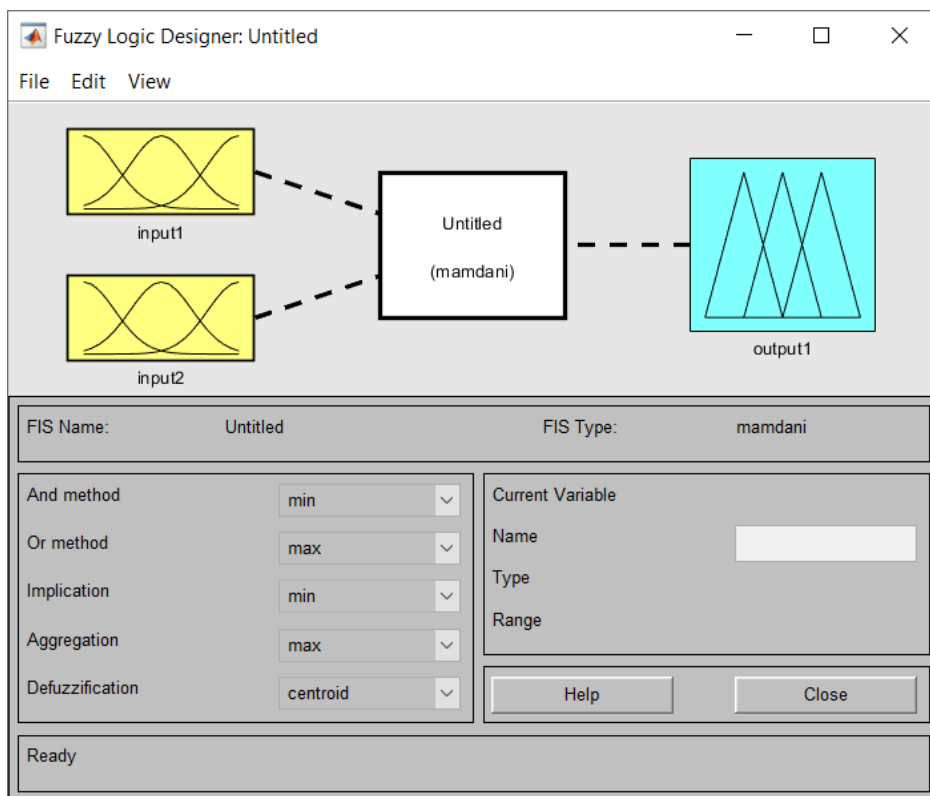 Fuzzy Logic Designer: Untitled
File Edit View
input1
input2
Untitled
(mamdani)
output1
FIS Name: Untitled FIS Type: mamdani
And method min
Or method max
Implication min
Aggregation max
Defuzzification centroid
Current Variable
Name
Type
Range
Help Close
Ready